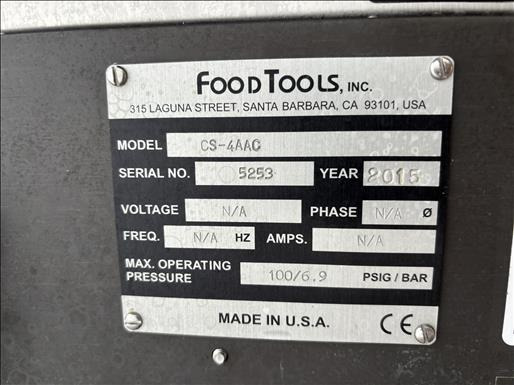 FOODTOOLS, INC.
315 LAGUNA STREET, SANTA BARBARA, CA 93101, USA
MODEL CS-4AAC
SERIAL NO. 5253 YEAR 2015
VOLTAGE N/A PHASE N/A Ø
FREQ. N/A HZ AMPS. N/A
MAX. OPERATING
PRESSURE 100/6.9 PSIG / BAR
MADE IN U.S.A. CE